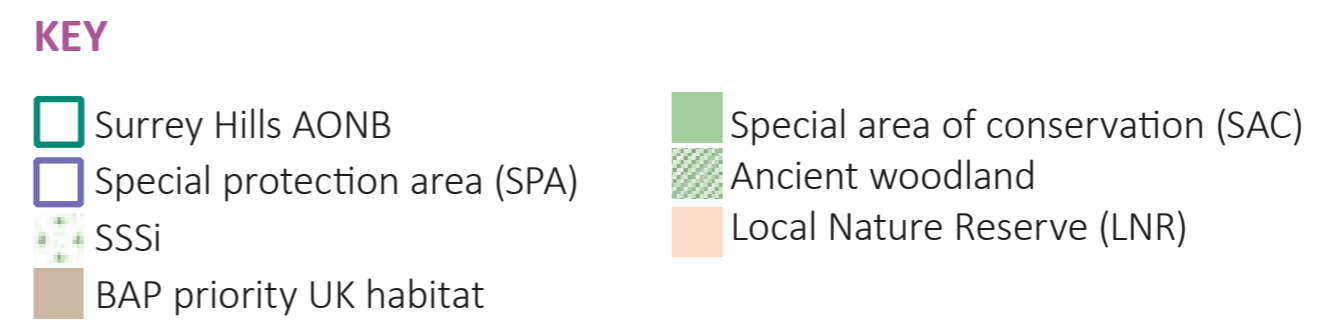 KEY
Surrey Hills AONB
Special protection area (SPA)
SSSi
BAP priority UK habitat
Special area of conservation (SAC)
Ancient woodland
Local Nature Reserve (LNR)